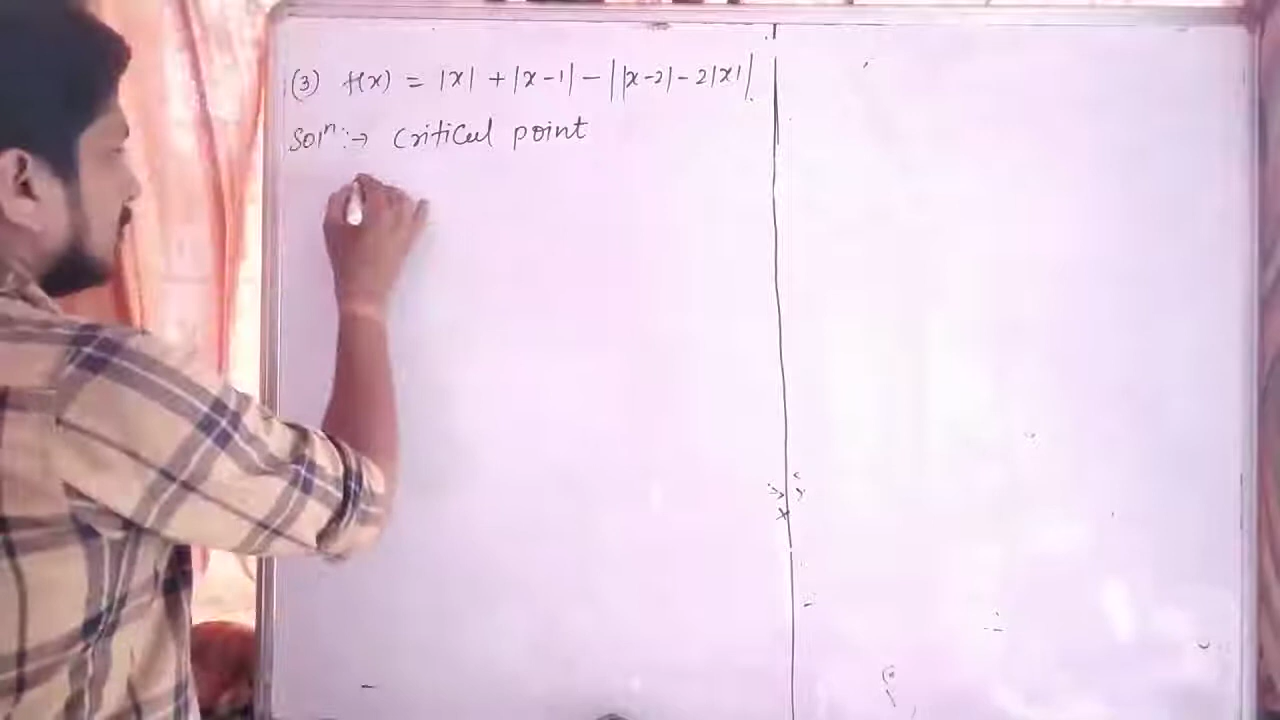 (3) f(x) = |x| + |x-1| - ||x-2| - 2|x||.
Solⁿ :→ Critical point